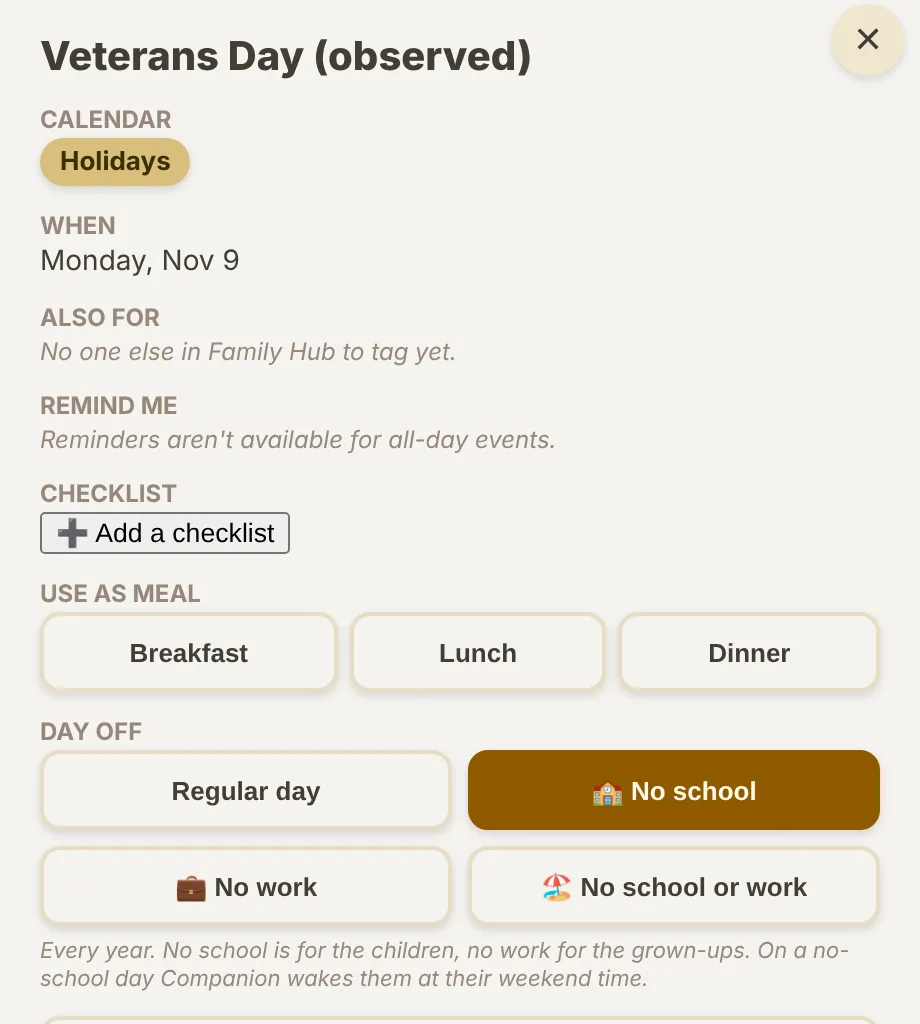 Veterans Day (observed)
CALENDAR
Holidays
WHEN
Monday, Nov 9
ALSO FOR
No one else in Family Hub to tag yet.
REMIND ME
Reminders aren't available for all-day events.
CHECKLIST
➕ Add a checklist
USE AS MEAL
Breakfast
Lunch
Dinner
DAY OFF
Regular day
🏫 No school
💼 No work
🏖️ No school or work
Every year. No school is for the children, no work for the grown-ups. On a no-
school day Companion wakes them at their weekend time.